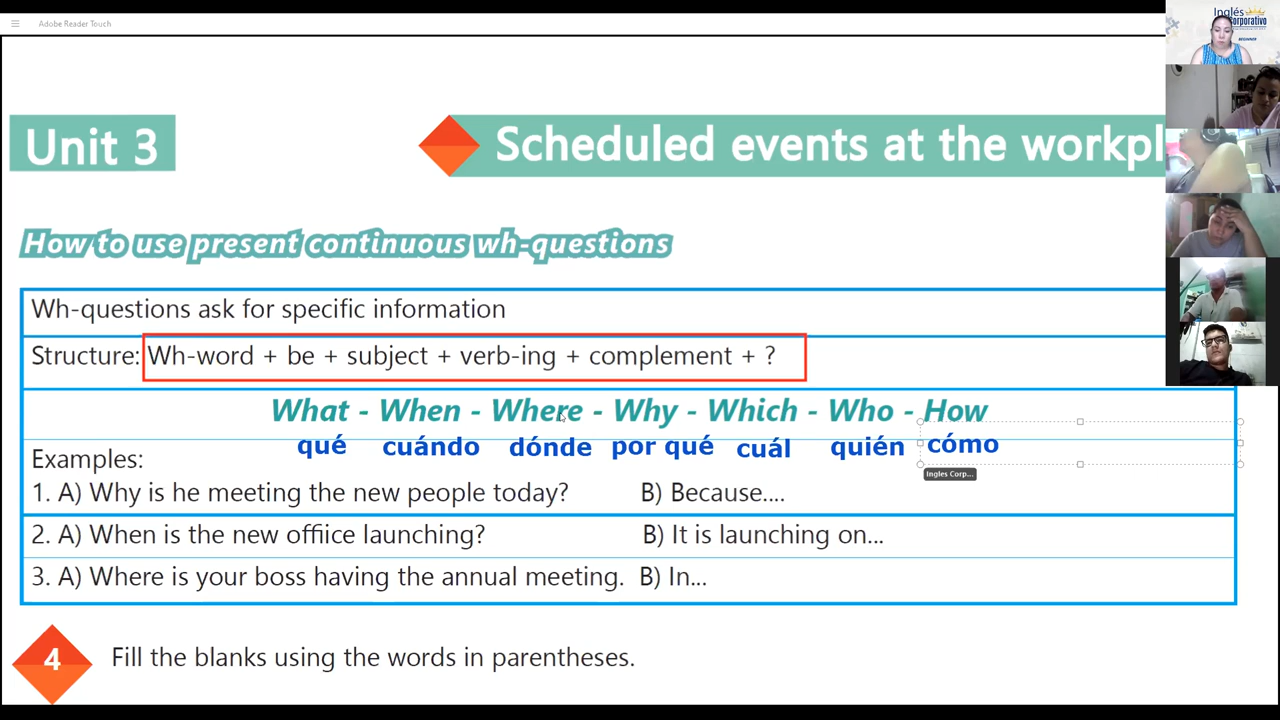 Adobe Reader Touch
Inglés
Corporativo
BEGINNER
Unit 3
Scheduled events at the workpl
How to use present continuous wh-questions
Wh-questions ask for specific information
Structure: Wh-word + be + subject + verb-ing + complement + ?
What - When - Where - Why - Which - Who - How
qué cuándo dónde por qué cuál quién cómo
Ingles Corp...
Examples:
1. A) Why is he meeting the new people today? B) Because....
2. A) When is the new office launching? B) It is launching on...
3. A) Where is your boss having the annual meeting. B) In...
4 Fill the blanks using the words in parentheses.